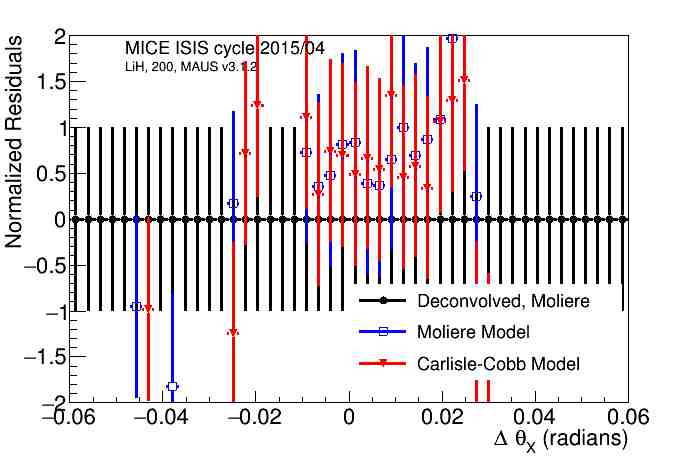 MICE ISIS cycle 2015/04
LiH, 200, MAUS v3.1.2
Normalized Residuals
2
1.5
1
0.5
0
−0.5
−1
−1.5
−2
Deconvolved, Moliere
Moliere Model
Carlisle-Cobb Model
−0.06 −0.04 −0.02 0 0.02 0.04 0.06
Δ θX (radians)